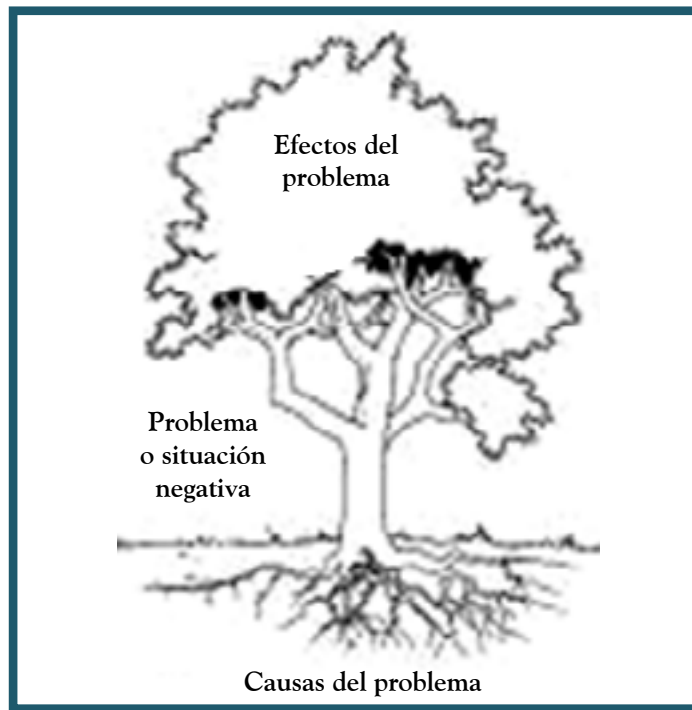 Efectos del
problema
Problema
o situación
negativa
Causas del problema